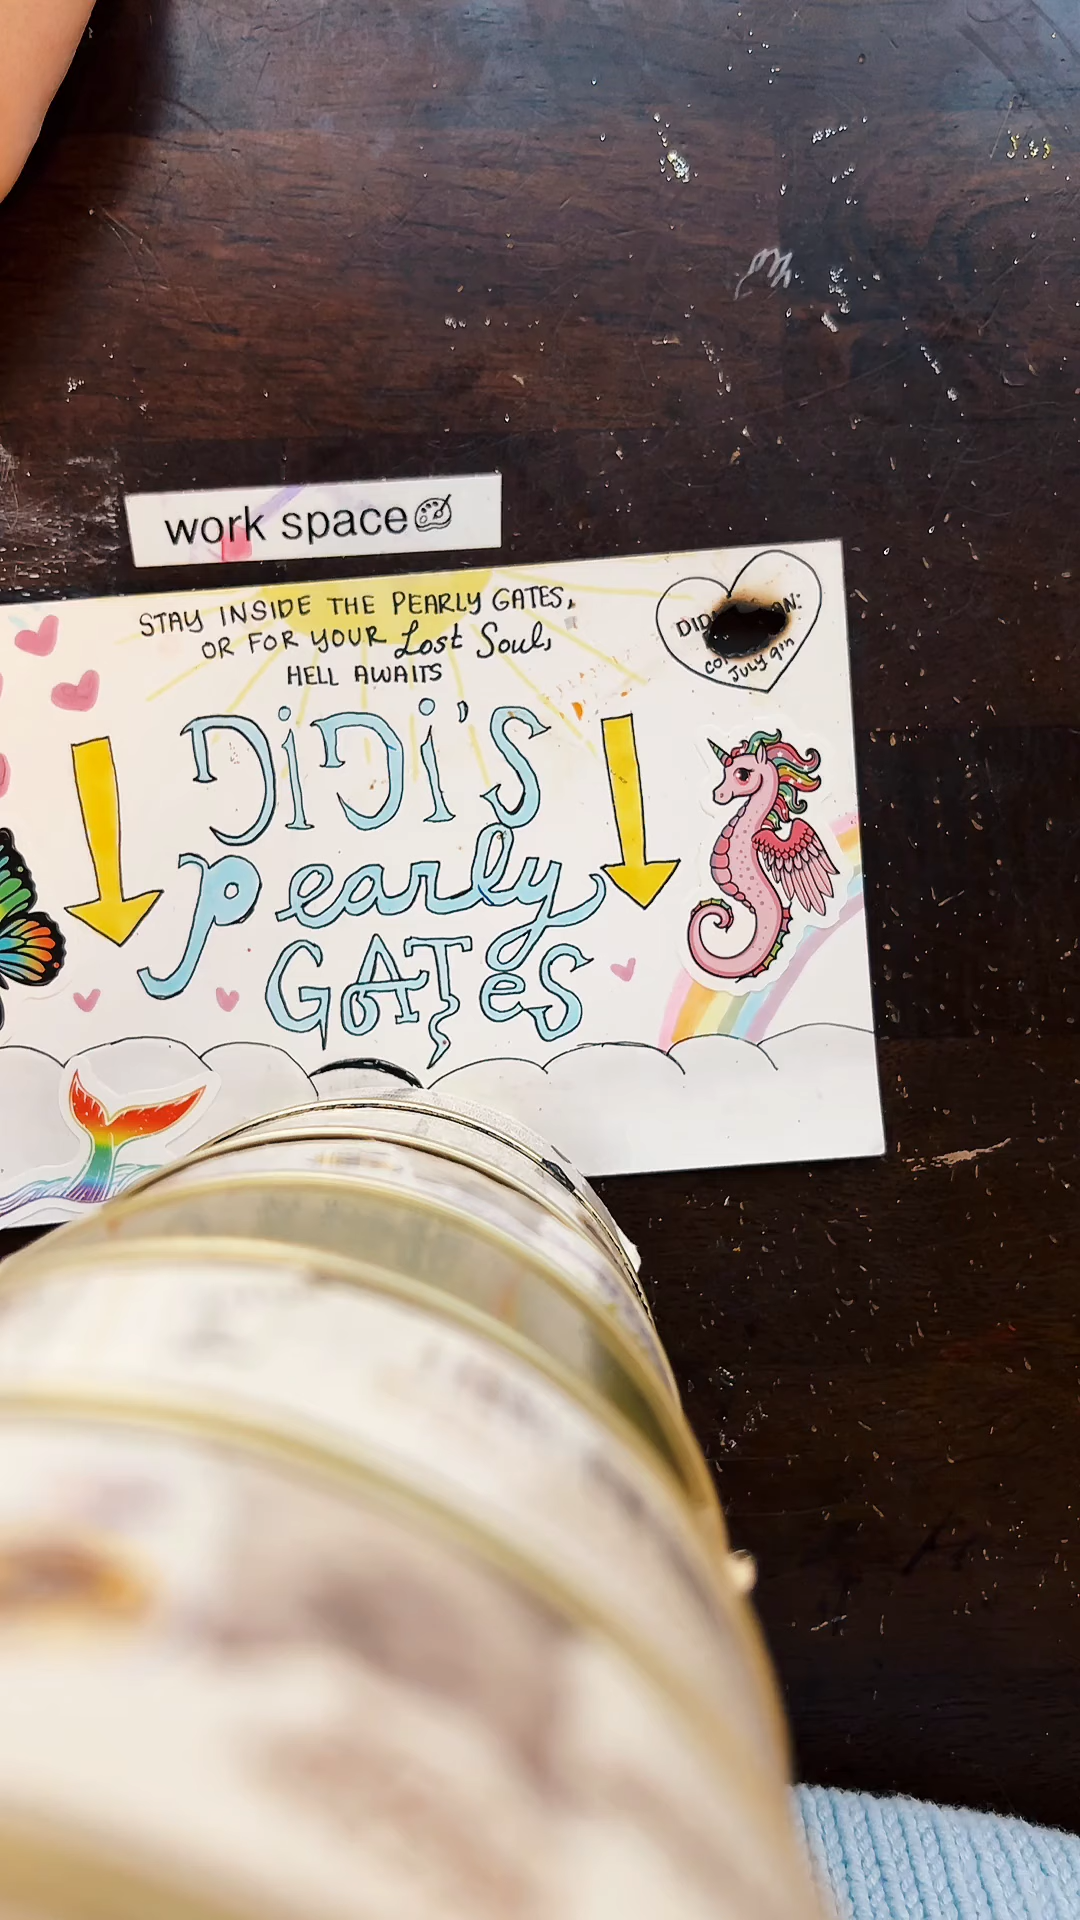 work space
STAY INSIDE THE PEARLY GATES,
OR FOR YOUR Lost Soul,
HELL AWAITS
DiDi's
pearly
GATes
JULY 9th